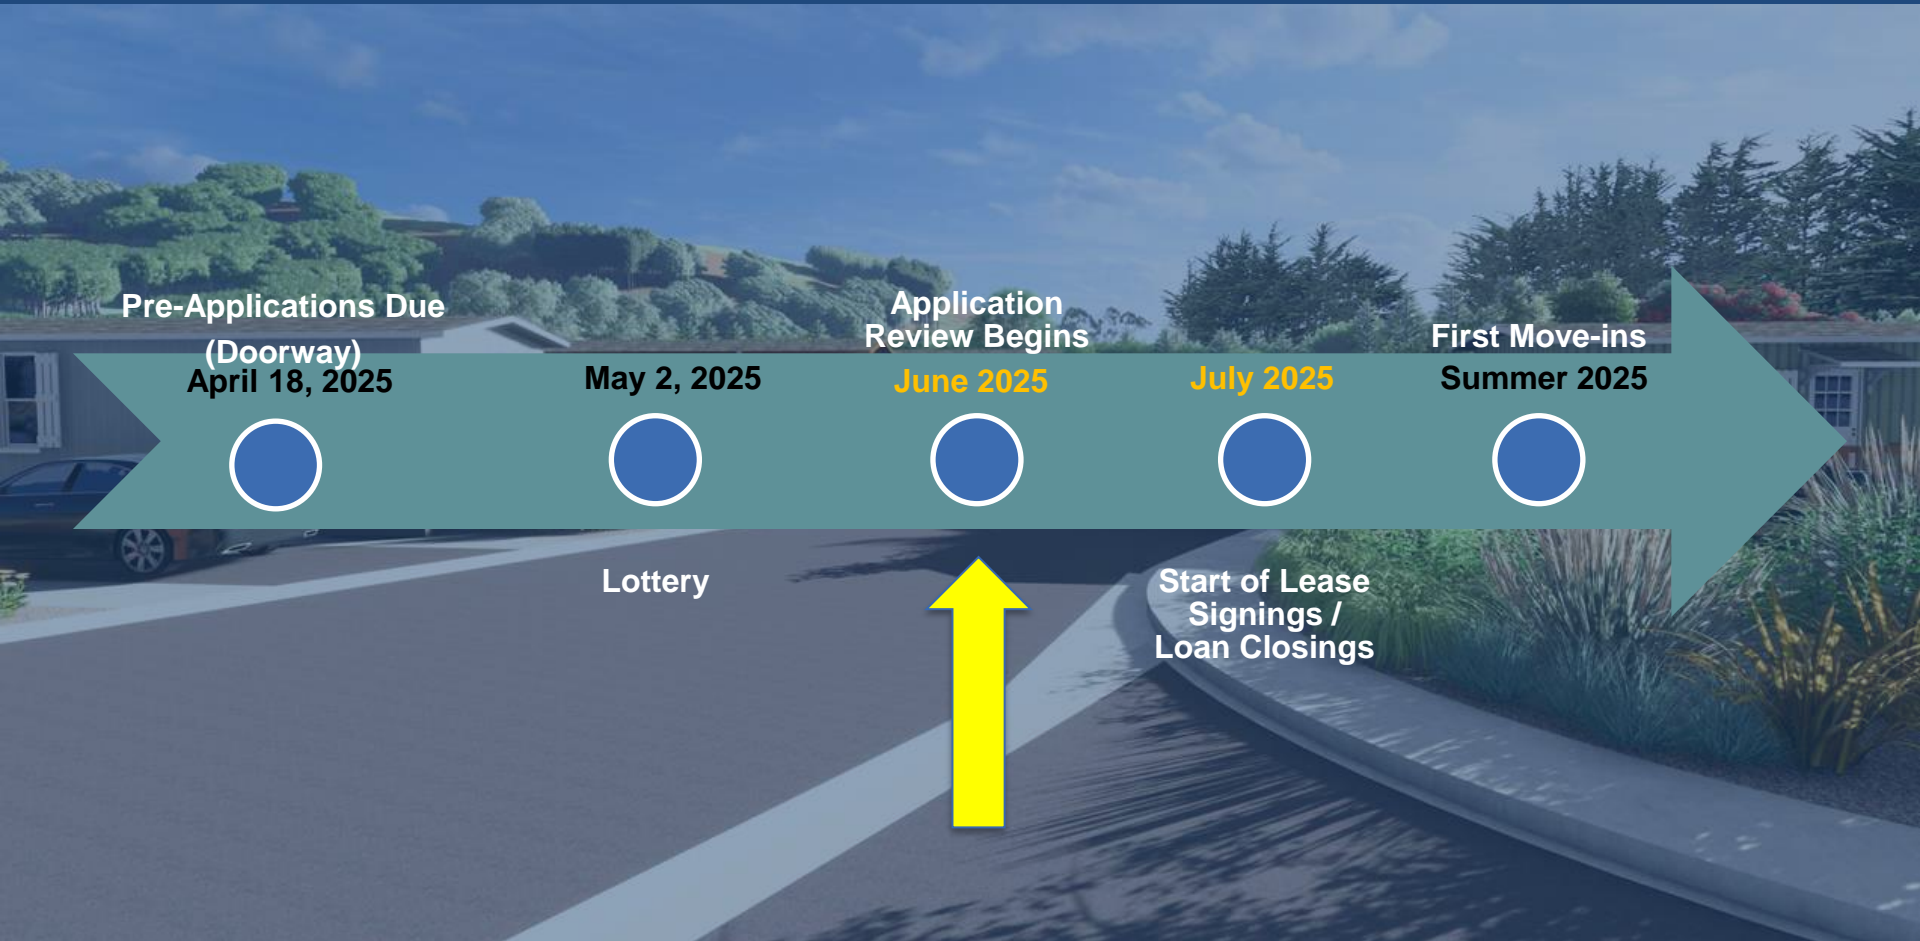 Pre-Applications Due
(Doorway)
April 18, 2025
May 2, 2025
Lottery
Application
Review Begins
June 2025
July 2025
Start of Lease
Signings /
Loan Closings
First Move-ins
Summer 2025